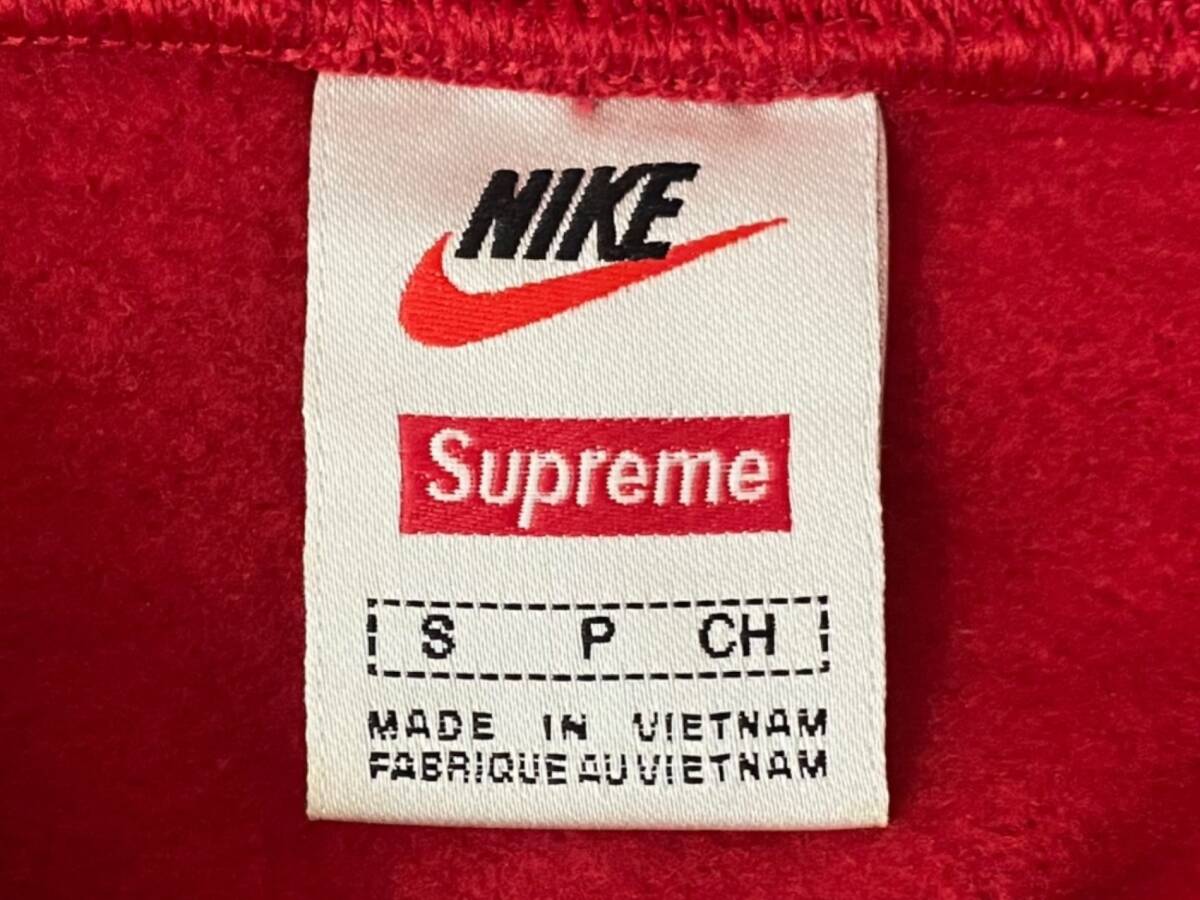 NIKE
Supreme
S P CH
MADE IN VIETNAM
FABRIQUE AU VIETNAM